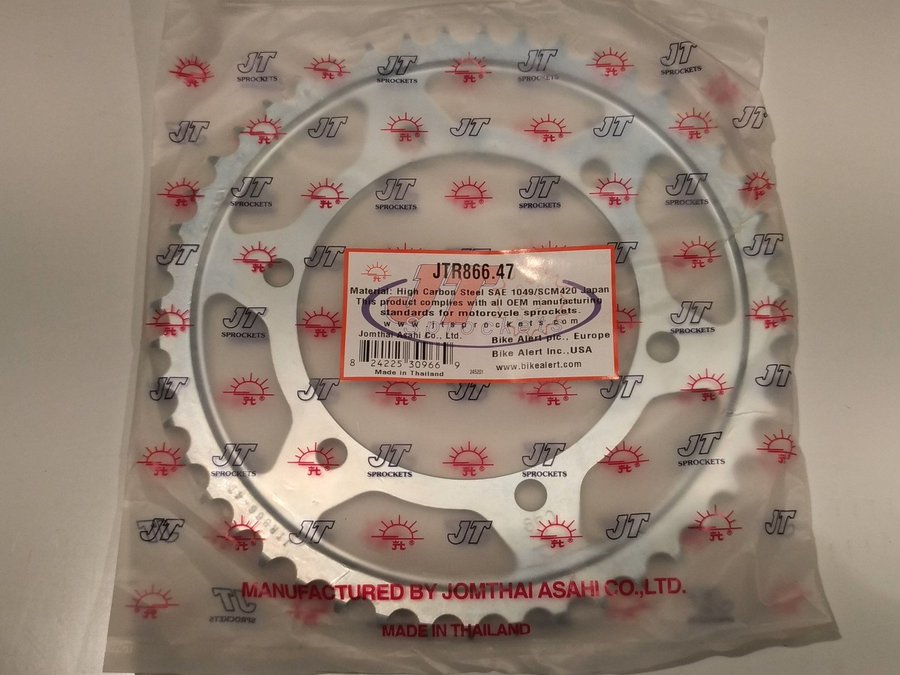 JT SPROCKETS
JTR866.47
Material: High Carbon Steel SAE 1049/SCM420 Japan
This product complies with all OEM manufacturing
standards for motorcycle sprockets.
www.jtsprockets.com
Jomthai Asahi Co., Ltd.
Bike Alert plc., Europe
Bike Alert Inc.,USA
8 24225 30966 9
www.bikealert.com
Made in Thailand
MANUFACTURED BY JOMTHAI ASAHI CO.,LTD.
MADE IN THAILAND